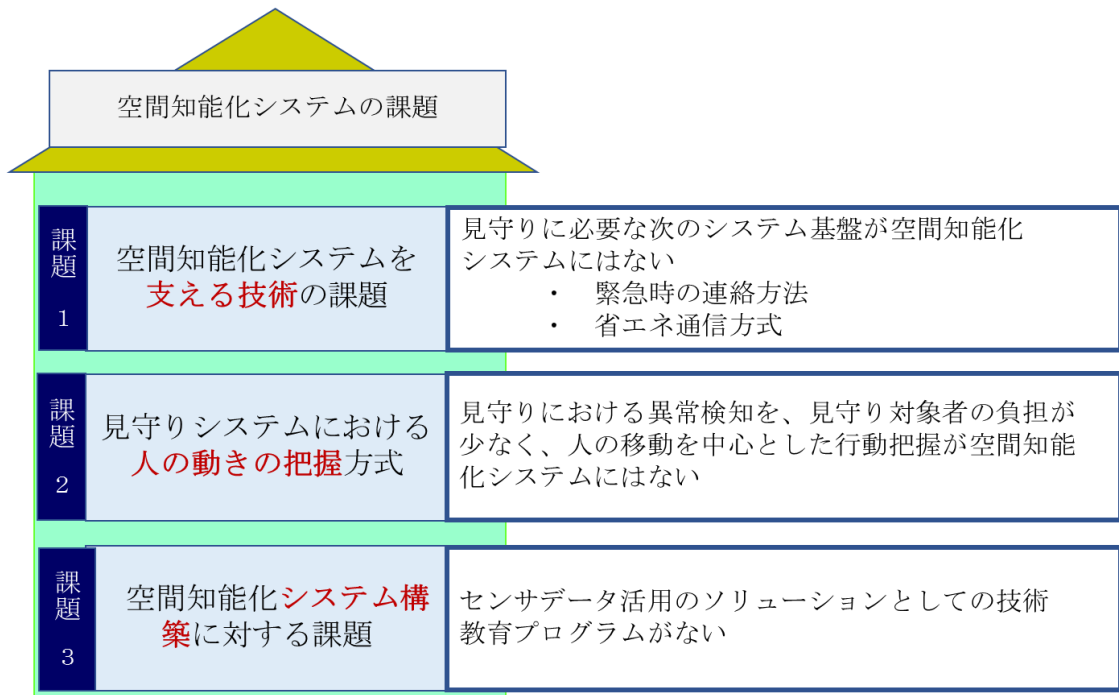 空間知能化システムの課題
課題
1
空間知能化システムを
支える技術の課題
見守りに必要な次のシステム基盤が空間知能化
システムにはない
・ 緊急時の連絡方法
・ 省エネ通信方式
課題
2
見守りシステムにおける
人の動きの把握方式
見守りにおける異常検知を、見守り対象者の負担が
少なく、人の移動を中心とした行動把握が空間知能
化システムにはない
課題
3
空間知能化システム構
築に対する課題
センサデータ活用のソリューションとしての技術
教育プログラムがない